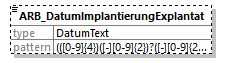 ARB_DatumImplantierungExplantat
type DatumText
pattern (([0-9]{4})([-][0-9]{2})?([-][0-9]{2...